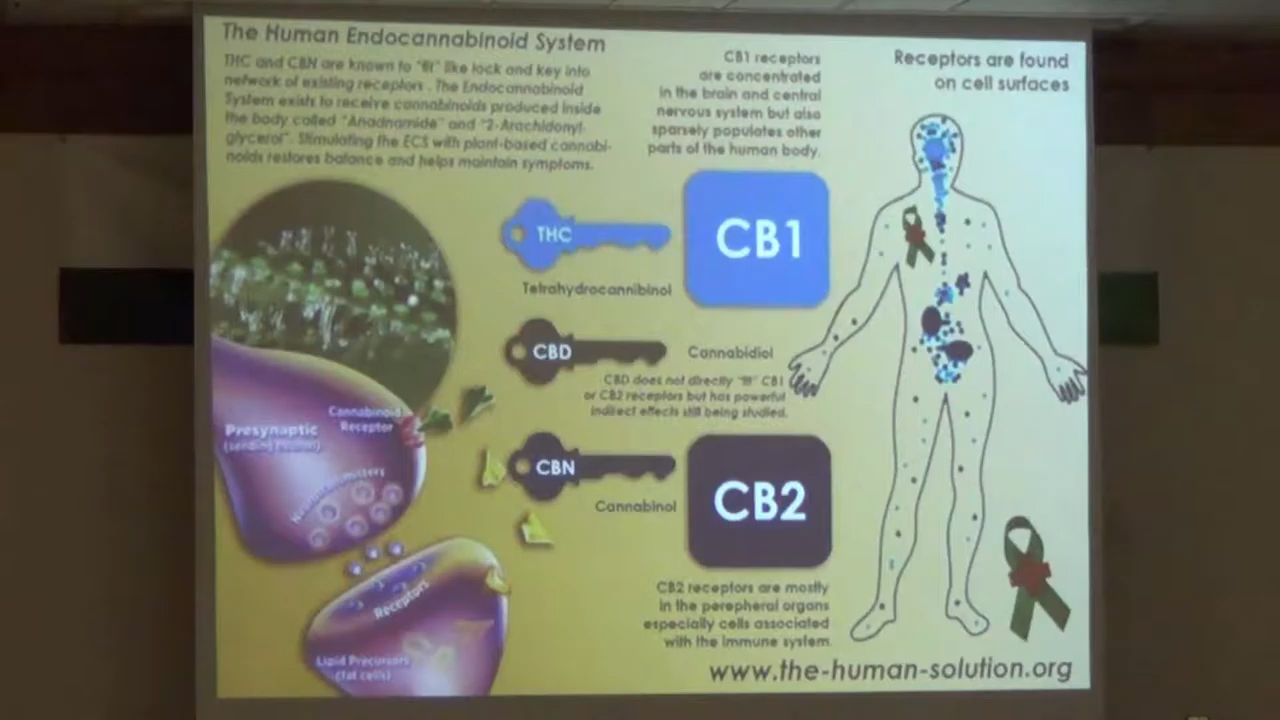 The Human Endocannabinoid System
THC and CBN are known to "fit" like lock and key into
network of existing receptors . The Endocannabinoid
System exists to receive cannabinoids produced inside
the body called "Anadnamide" and "2-Arachidonyl-
glycerol". Stimulating the ECS with plant-based cannabi-
noids restores balance and helps maintain symptoms.
CB1 receptors
are concentrated
in the brain and central
nervous system but also
sparsely populates other
parts of the human body.
Receptors are found
on cell surfaces
THC
CB1
Tetrahydrocannibinol
CBD
Cannabidiol
CBD does not directly "fit" CB1
or CB2 receptors but has powerful
indirect effects still being studied.
Cannabinoid
Receptor
Presynaptic
(sending neuron)
CBN
Cannabinol
CB2
Receptors
Lipid Precursors
(fat cells)
CB2 receptors are mostly
in the perepheral organs
especially cells associated
with the immune system.
www.the-human-solution.org